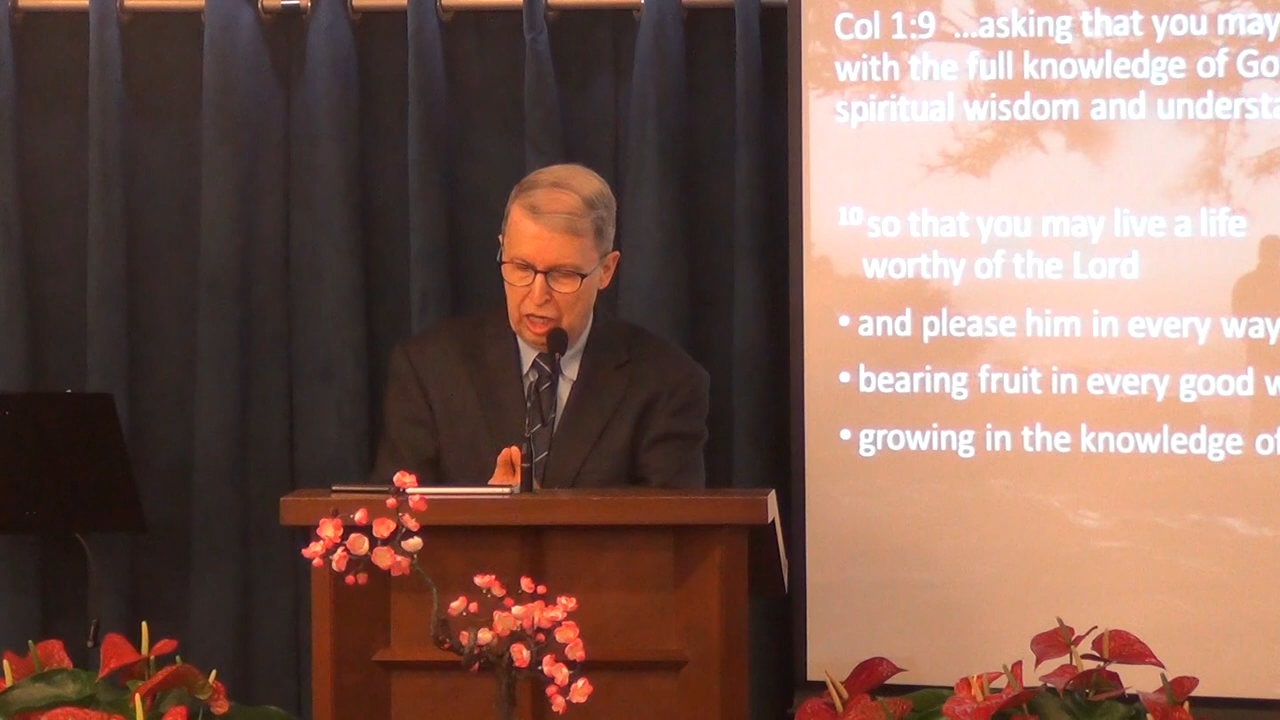 Col 1:9 ...asking that you may
with the full knowledge of Go
spiritual wisdom and understa
10 so that you may live a life
worthy of the Lord
• and please him in every way
• bearing fruit in every good w
• growing in the knowledge of